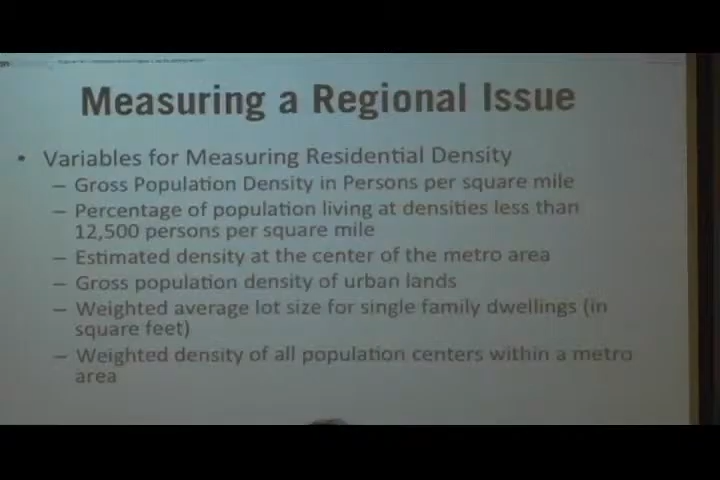 Measuring a Regional Issue
• Variables for Measuring Residential Density
– Gross Population Density in Persons per square mile
– Percentage of population living at densities less than
12,500 persons per square mile
– Estimated density at the center of the metro area
– Gross population density of urban lands
– Weighted average lot size for single family dwellings (in
square feet)
– Weighted density of all population centers within a metro
area